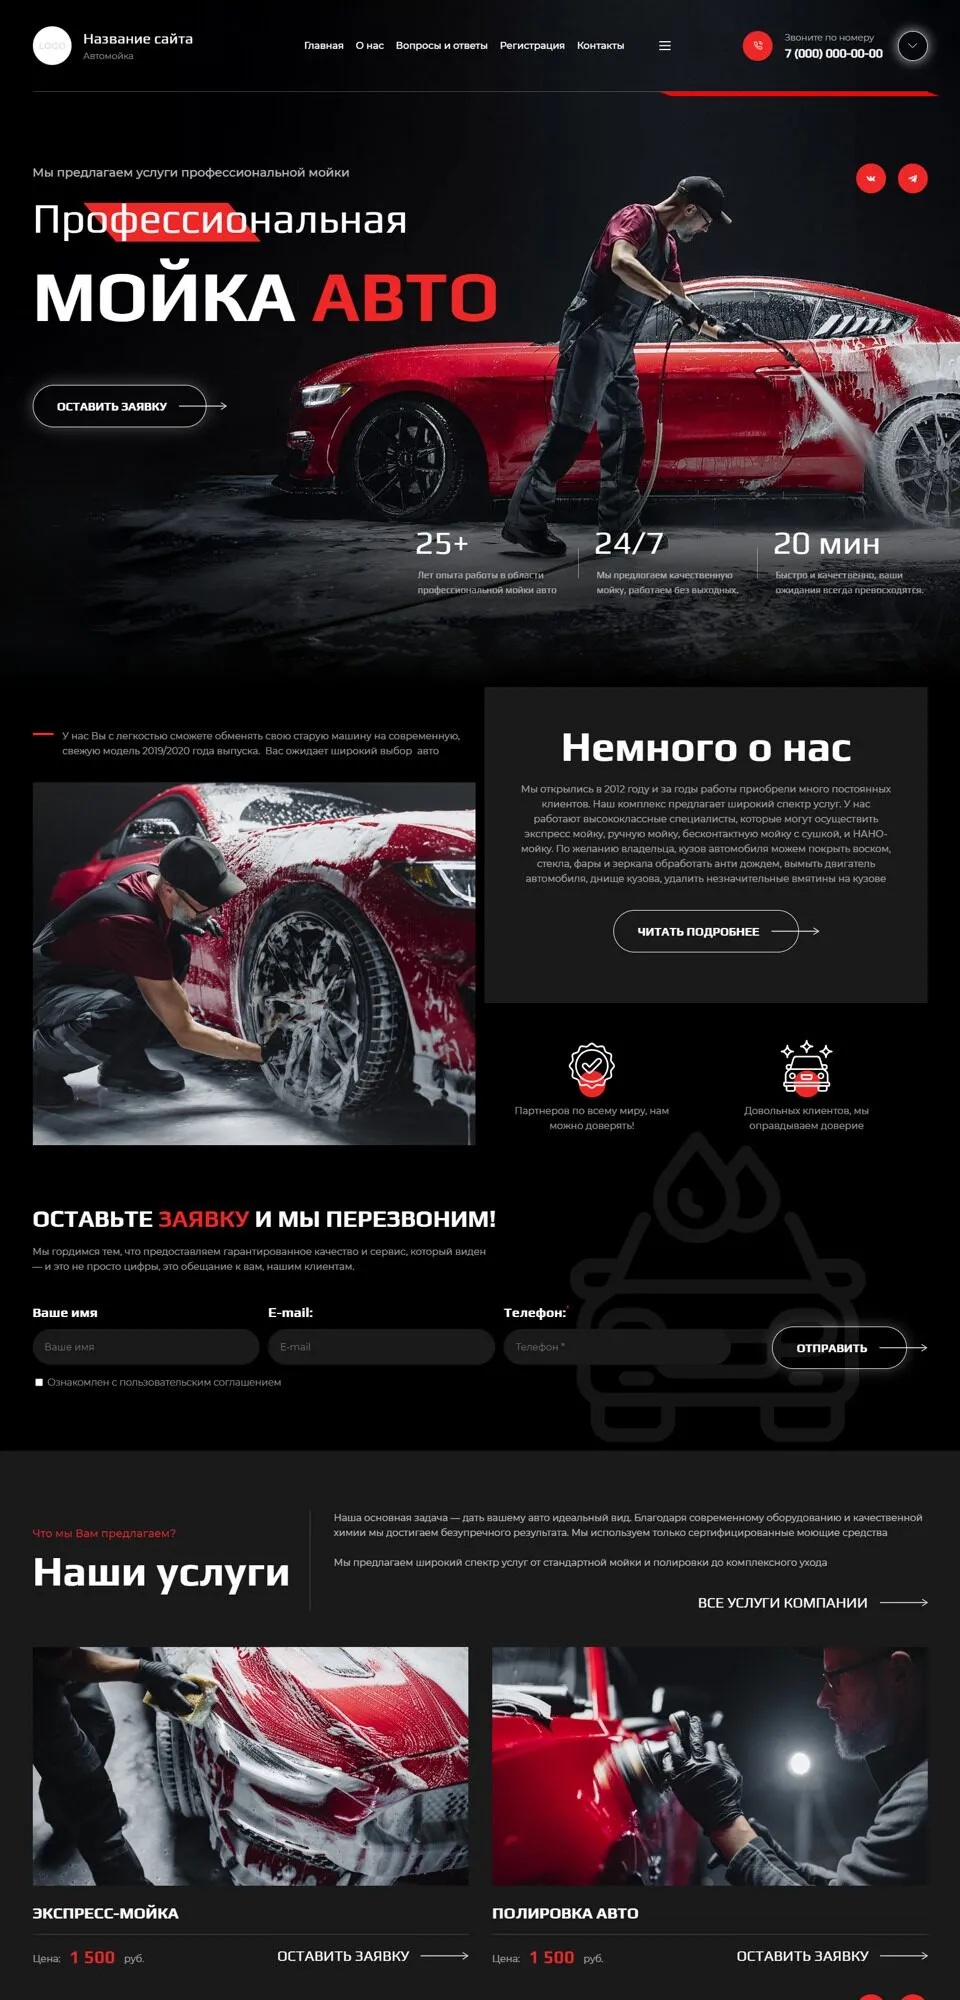 LOGO
Название сайта
Автомойка
Главная О нас Вопросы и ответы Регистрация Контакты
Звоните по номеру
7 (000) 000-00-00
Мы предлагаем услуги профессиональной мойки
Профессиональная
МОЙКА АВТО
ОСТАВИТЬ ЗАЯВКУ
25+
Лет опыта работы в области
профессиональной мойки авто
24/7
Мы предлогаем качественную
мойку, работаем без выходных.
20 мин
Быстро и качественно, ваши
ожидания всегда превосходятся.
У нас Вы с легкостью сможете обменять свою старую машину на современную,
свежую модель 2019/2020 года выпуска. Вас ожидает широкий выбор авто
Немного о нас
Мы открылись в 2012 году и за годы работы приобрели много постоянных
клиентов. Наш комплекс предлагает широкий спектр услуг. У нас
работают высококлассные специалисты, которые могут осуществить
экспресс мойку, ручную мойку, бесконтактную мойку с сушкой, и НАНО-
мойку. По желанию владельца, кузов автомобиля можем покрыть воском,
стекла, фары и зеркала обработать анти дождем, вымыть двигатель
автомобиля, днище кузова, удалить незначительные вмятины на кузове
ЧИТАТЬ ПОДРОБНЕЕ
Партнеров по всему миру, нам
можно доверять!
Довольных клиентов, мы
оправдываем доверие
ОСТАВЬТЕ ЗАЯВКУ И МЫ ПЕРЕЗВОНИМ!
Мы гордимся тем, что предоставляем гарантированное качество и сервис, который виден
— и это не просто цифры, это обещание к вам, нашим клиентам.
Ваше имя
E-mail:
Телефон:*
Ваше имя
E-mail
Телефон *
ОТПРАВИТЬ
Ознакомлен с пользовательским соглашением
Что мы Вам предлагаем?
Наши услуги
Наша основная задача — дать вашему авто идеальный вид. Благодаря современному оборудованию и качественной
химии мы достигаем безупречного результата. Мы используем только сертифицированные моющие средства
Мы предлагаем широкий спектр услуг от стандартной мойки и полировки до комплексного ухода
ВСЕ УСЛУГИ КОМПАНИИ
ЭКСПРЕСС-МОЙКА
Цена: 1 500 руб.
ОСТАВИТЬ ЗАЯВКУ
ПОЛИРОВКА АВТО
Цена: 1 500 руб.
ОСТАВИТЬ ЗАЯВКУ